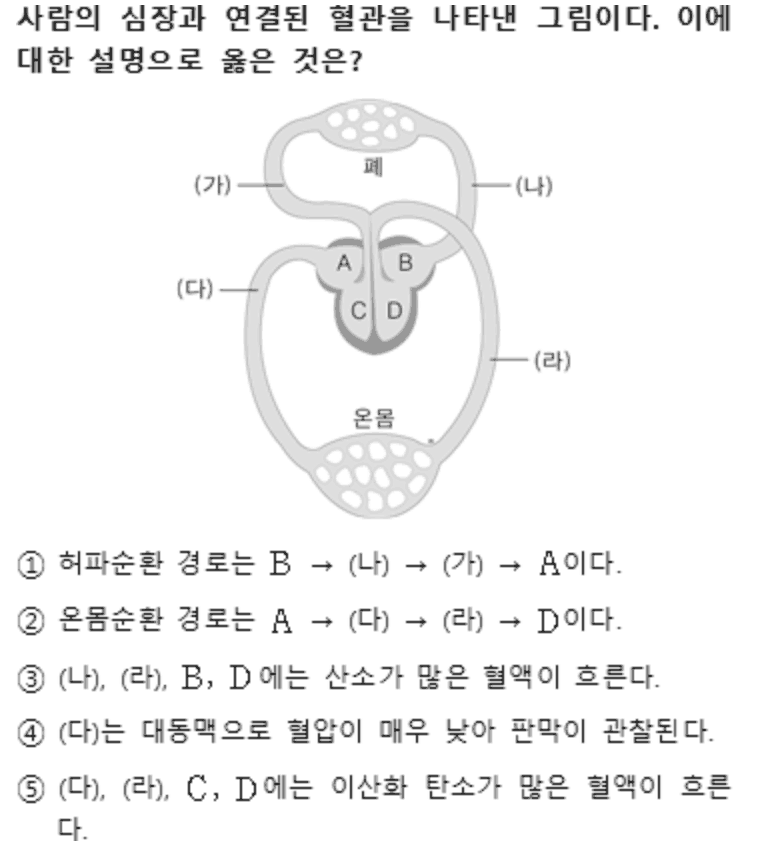 사람의 심장과 연결된 혈관을 나타낸 그림이다. 이에
대한 설명으로 옳은 것은?
폐
(가)
(나)
A
B
(다)
C
D
(라)
온몸
① 허파순환 경로는 B → (나) → (가) → A이다.
② 온몸순환 경로는 A → (다) → (라) → D이다.
③ (나), (라), B, D에는 산소가 많은 혈액이 흐른다.
④ (다)는 대동맥으로 혈압이 매우 낮아 판막이 관찰된다.
⑤ (다), (라), C, D에는 이산화 탄소가 많은 혈액이 흐른
다.